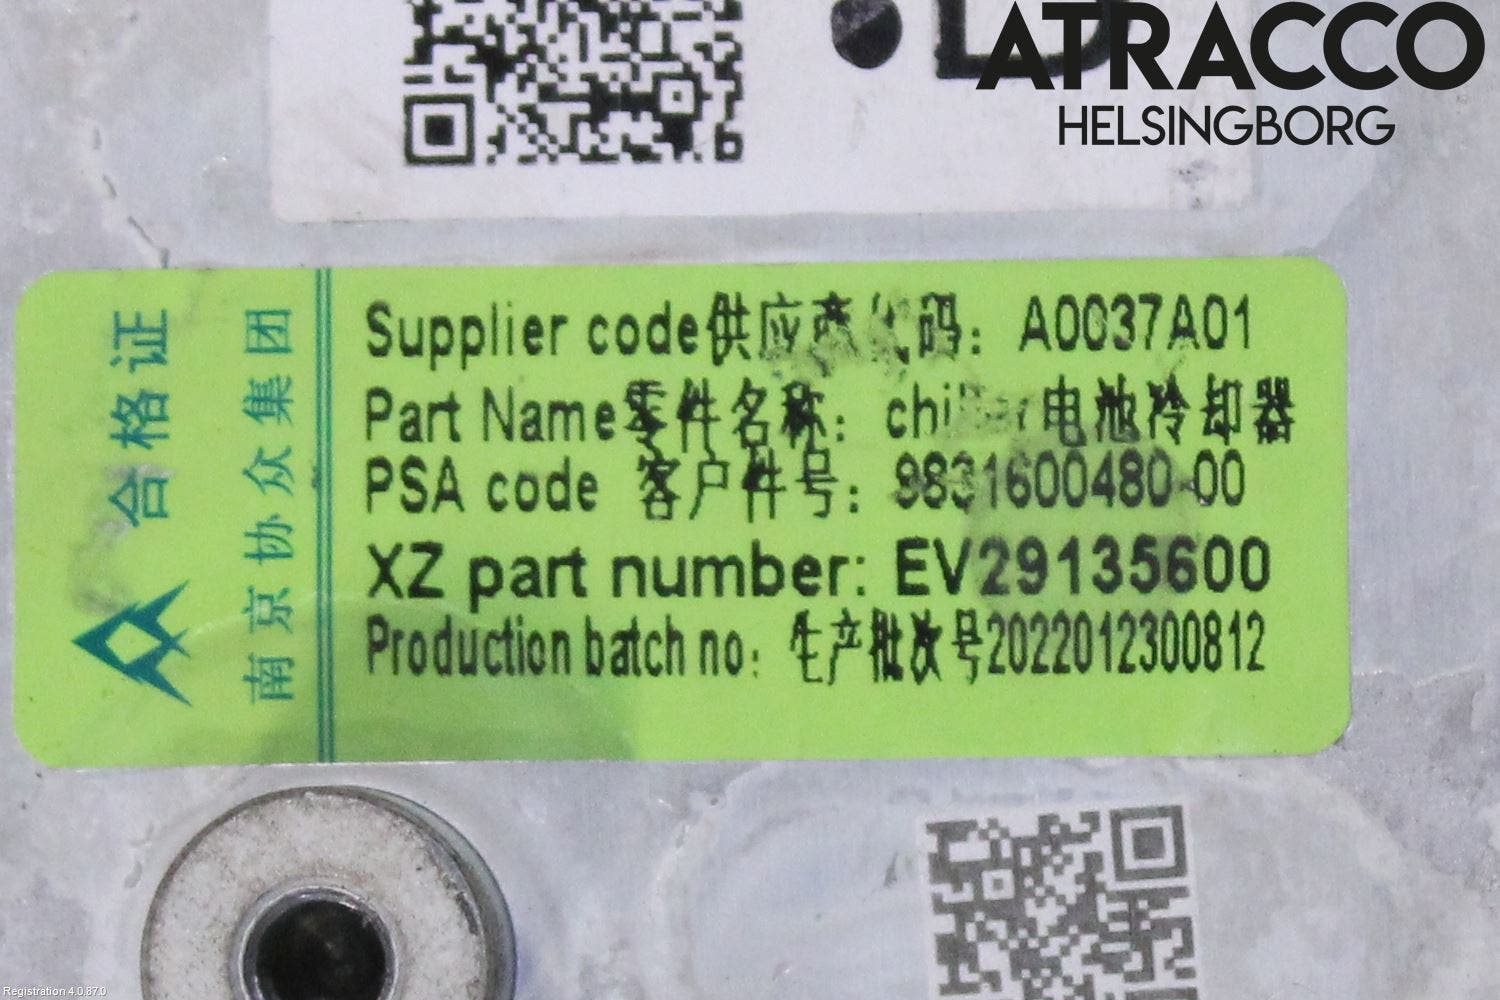 ATRACCO
HELSINGBORG
合格证
南京协众集团
Supplier code供应商代码: A0037A01
Part Name零件名称: chiller 电池冷却器
PSA code 客户件号: 9831600480-00
XZ part number: EV29135600
Production batch no: 生产批次号2022012300812
Registration 4.0.87.0